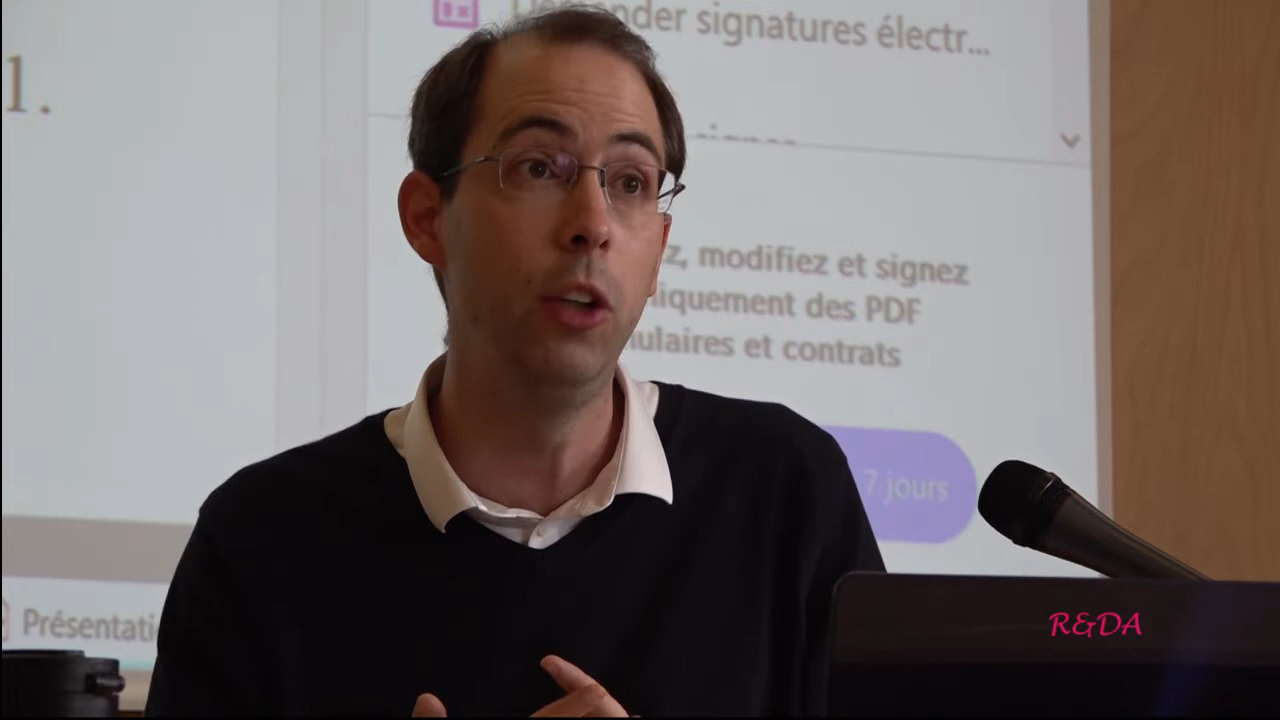 1.
signatures électr...
z, modifiez et signez
iquement des PDF
ulaires et contrats
7 jours
Présentati
R&DA